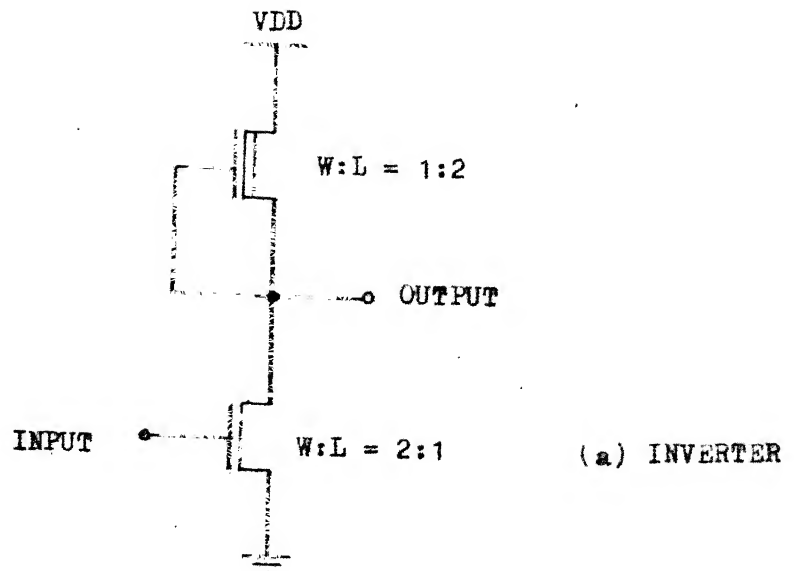 VDD
W:L = 1:2
OUTPUT
INPUT
W:L = 2:1
(a) INVERTER